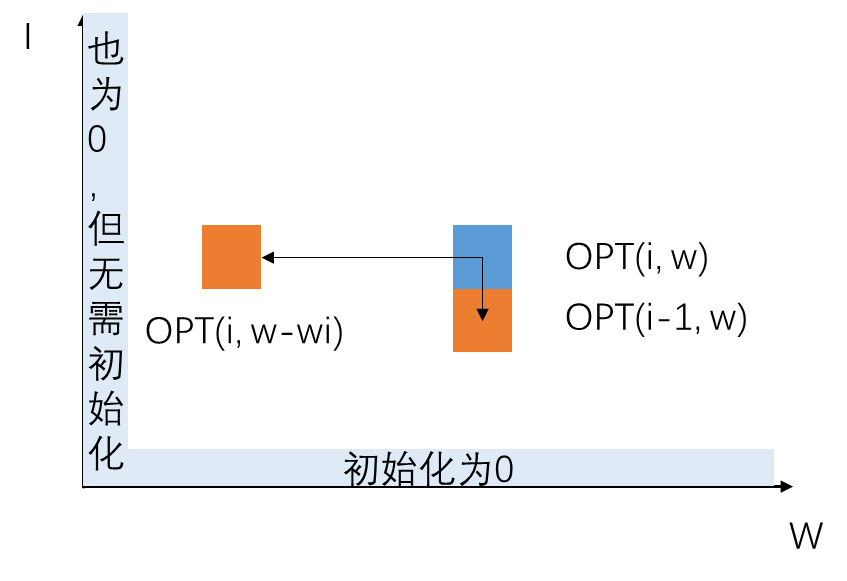 I
也为0,但无需初始化
OPT(i, w)
OPT(i-1, w)
OPT(i, w-wi)
初始化为0
W